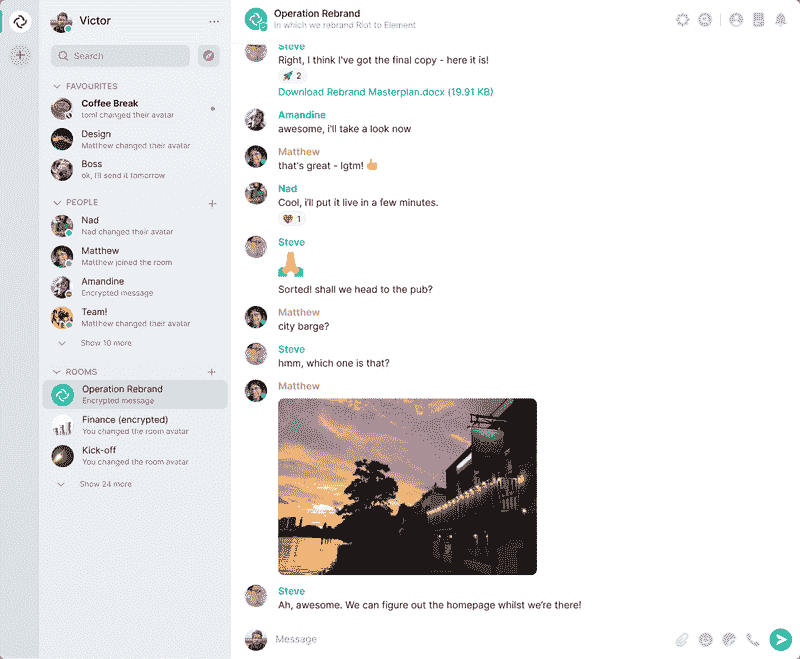 Victor
Search
FAVOURITES
Coffee Break
toml changed their avatar
Design
Matthew changed their avatar
Boss
ok, I'll send it tomorrow
PEOPLE
Nad
Nad changed their avatar
Matthew
Matthew joined the room
Amandine
Encrypted message
Team!
Matthew changed their avatar
Show 10 more
ROOMS
Operation Rebrand
Encrypted message
Finance (encrypted)
You changed the room avatar
Kick-off
You changed the room avatar
Show 24 more
Operation Rebrand
In which we rebrand Riot to Element
Steve
Right, I think I've got the final copy - here it is!
🚀 2
Download Rebrand Masterplan.docx (19.91 KB)
Amandine
awesome, i'll take a look now
Matthew
that's great - lgtm! 👍
Nad
Cool, i'll put it live in a few minutes.
1
Steve
🙏
Sorted! shall we head to the pub?
Matthew
city barge?
Steve
hmm, which one is that?
Matthew
Steve
Ah, awesome. We can figure out the homepage whilst we're there!
Message